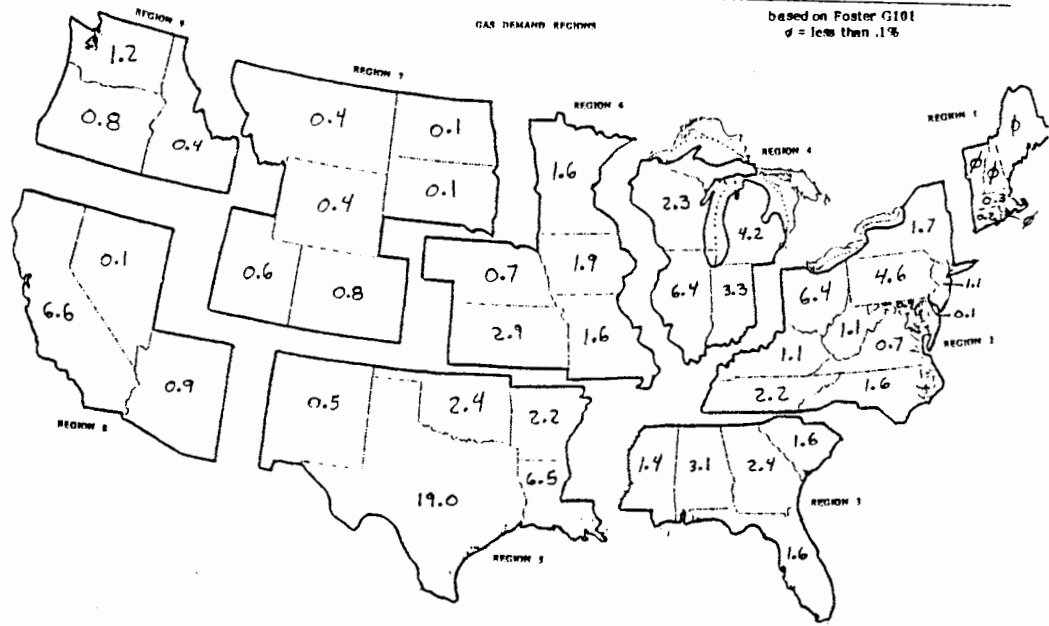 based on Foster G101
GAS DEMAND REGIONS
ø = less than .1%
REGION 9
1.2
0.8
0.4
REGION 7
0.4
0.1
0.4
0.1
0.6
0.8
REGION 6
1.6
0.7
1.9
2.9
1.6
REGION 4
2.3
4.2
6.4
3.3
REGION 1
ø
ø
ø
0.3
0.2
ø
1.7
4.6
1.1
6.4
0.1
1.1
0.7
REGION 2
1.1
2.2
1.6
0.1
6.6
0.9
REGION 8
0.5
2.4
2.2
6.5
19.0
REGION 5
1.6
1.4
3.1
2.4
REGION 3
1.6